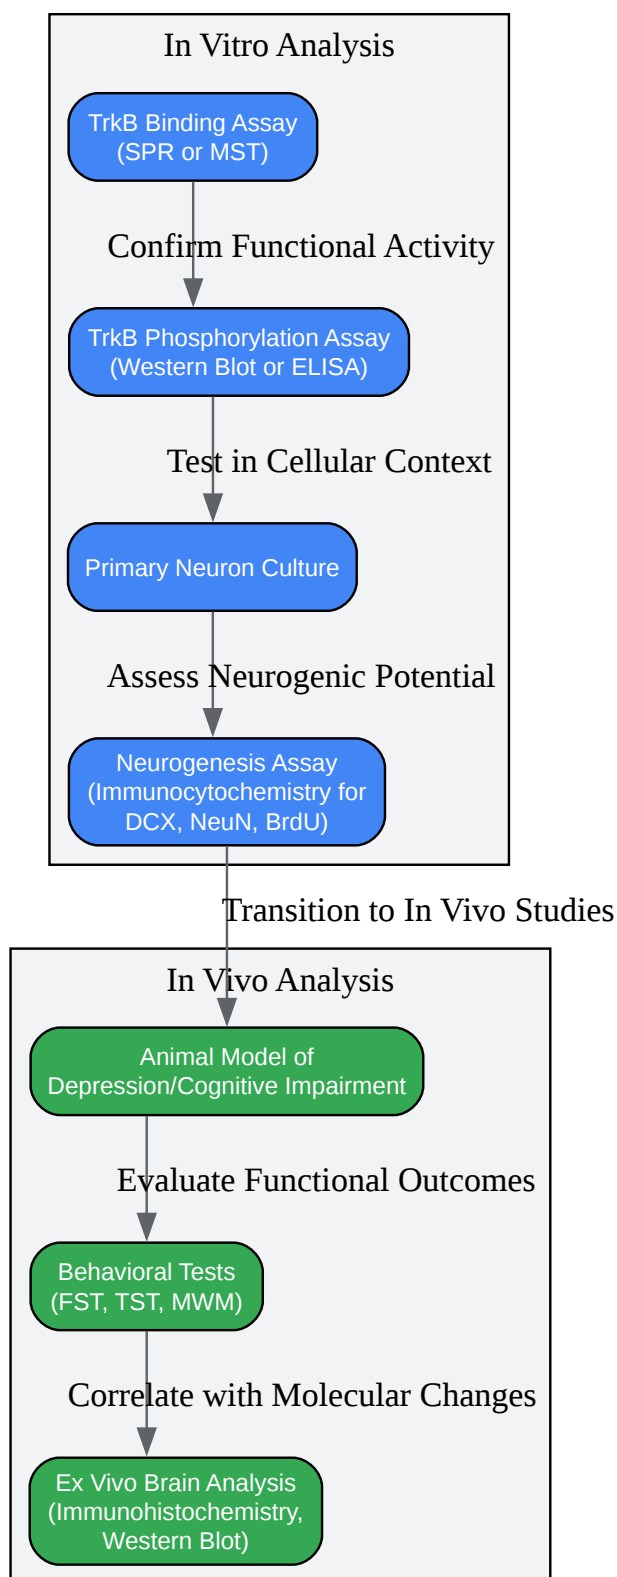 In Vitro Analysis
TrkB Binding Assay
(SPR or MST)
Confirm Functional Activity
TrkB Phosphorylation Assay
(Western Blot or ELISA)
Test in Cellular Context
Primary Neuron Culture
Assess Neurogenic Potential
Neurogenesis Assay
(Immunocytochemistry for
DCX, NeuN, BrdU)
Transition to In Vivo Studies
In Vivo Analysis
Animal Model of
Depression/Cognitive Impairment
Evaluate Functional Outcomes
Behavioral Tests
(FST, TST, MWM)
Correlate with Molecular Changes
Ex Vivo Brain Analysis
(Immunohistochemistry,
Western Blot)